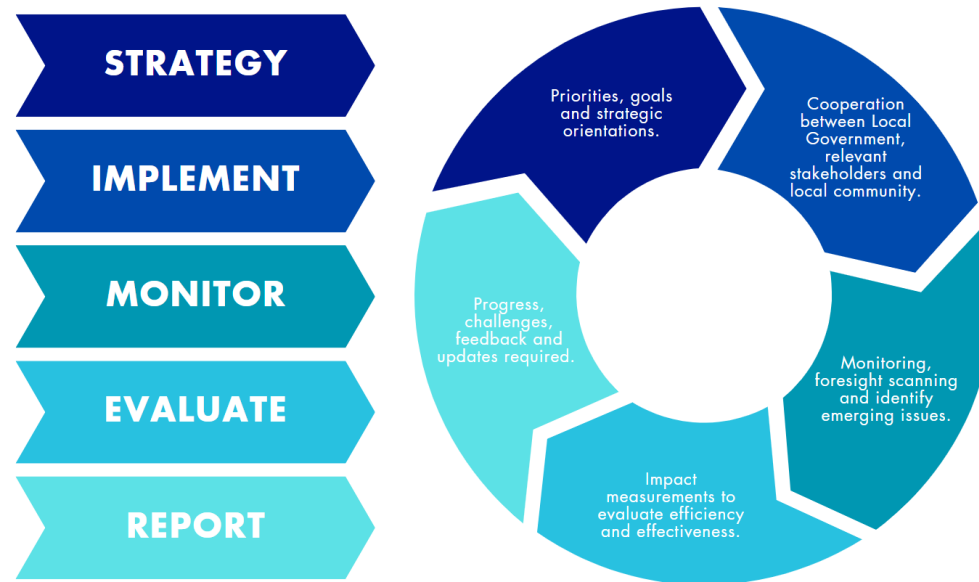 STRATEGY
IMPLEMENT
MONITOR
EVALUATE
REPORT
Priorities, goals
and strategic
orientations.
Cooperation
between Local
Government,
relevant
stakeholders and
local community.
Monitoring,
foresight scanning
and identify
emerging issues.
Impact
measurements to
evaluate efficiency
and effectiveness.
Progress,
challenges,
feedback and
updates required.